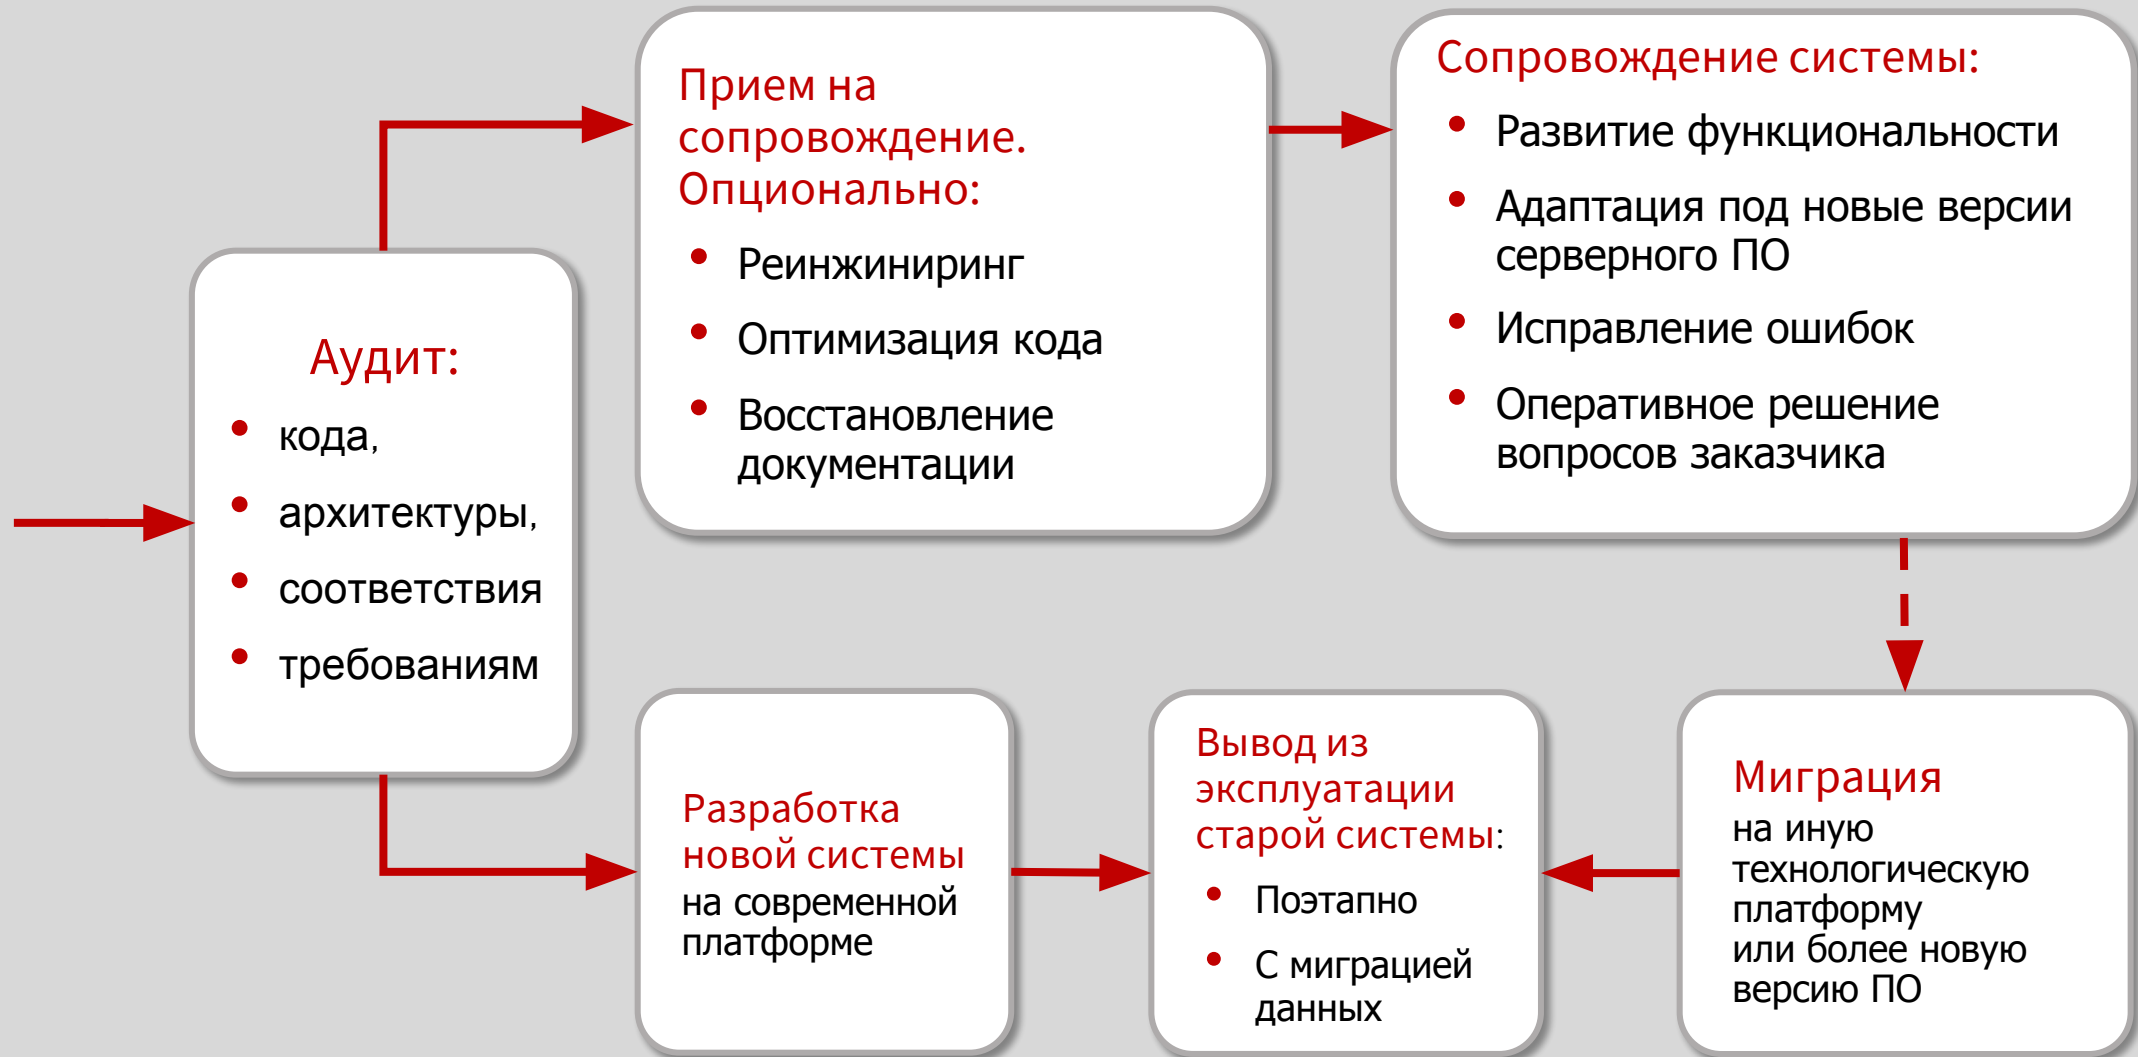 Аудит:
кода,
архитектуры,
соответствия
требованиям
Прием на
сопровождение.
Опционально:
Реинжиниринг
Оптимизация кода
Восстановление
документации
Сопровождение системы:
Развитие функциональности
Адаптация под новые версии
серверного ПО
Исправление ошибок
Оперативное решение
вопросов заказчика
Разработка
новой системы
на современной
платформе
Вывод из
эксплуатации
старой системы:
Поэтапно
С миграцией
данных
Миграция
на иную
технологическую
платформу
или более новую
версию ПО